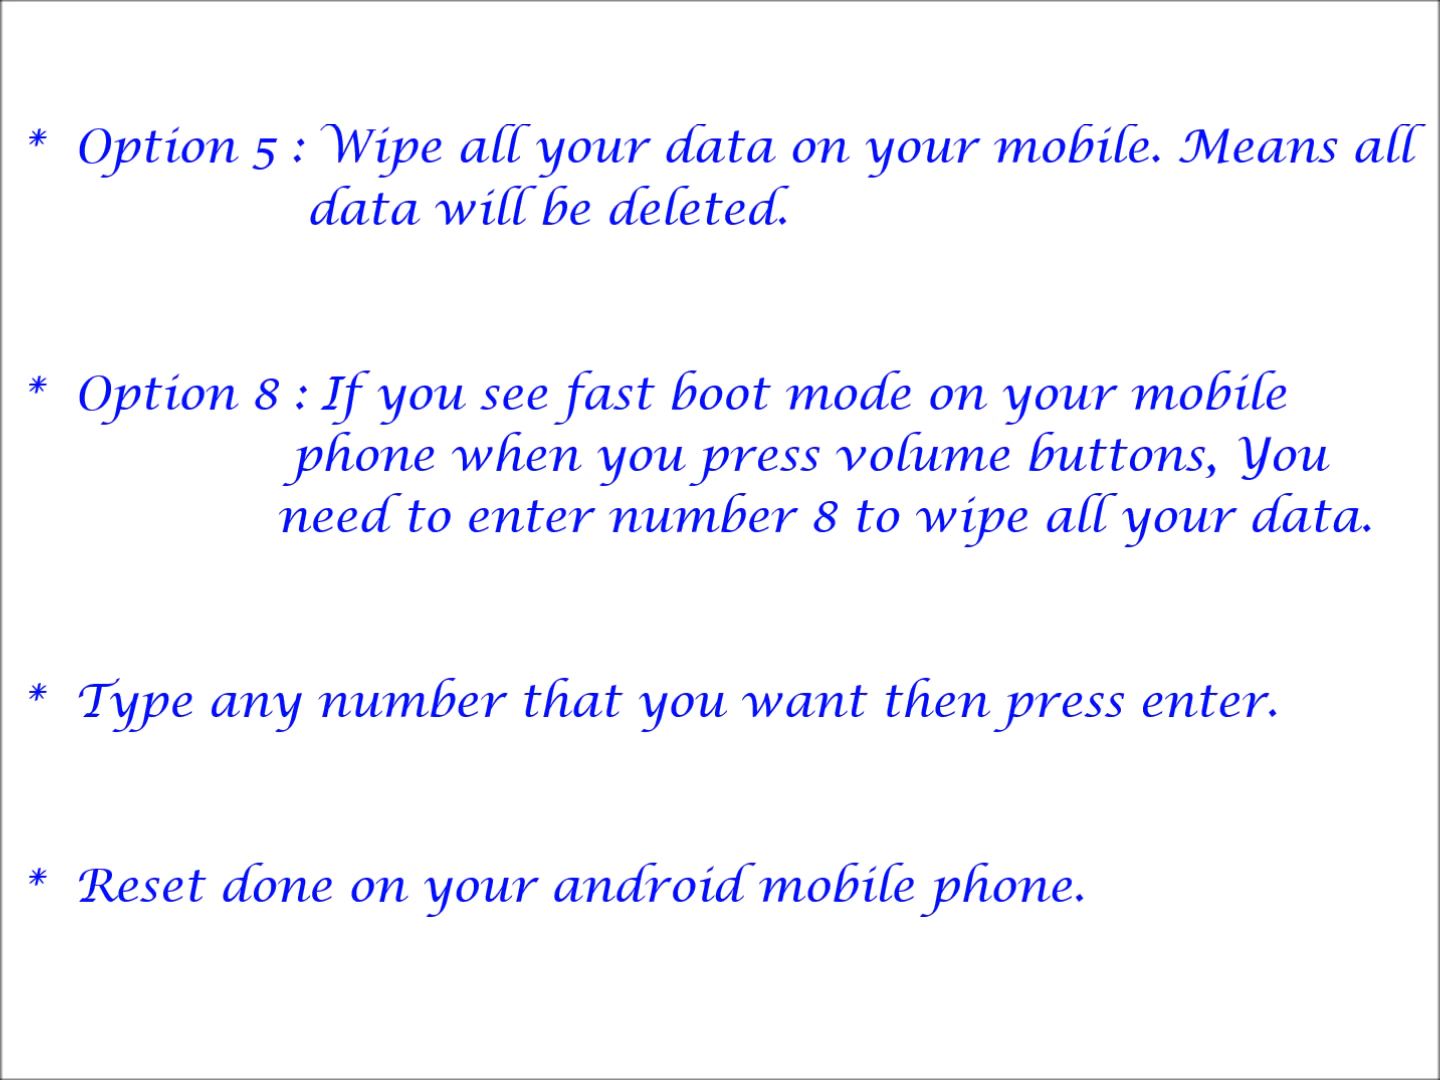 * Option 5 : Wipe all your data on your mobile. Means all
data will be deleted.
* Option 8 : If you see fast boot mode on your mobile
phone when you press volume buttons, You
need to enter number 8 to wipe all your data.
* Type any number that you want then press enter.
* Reset done on your android mobile phone.